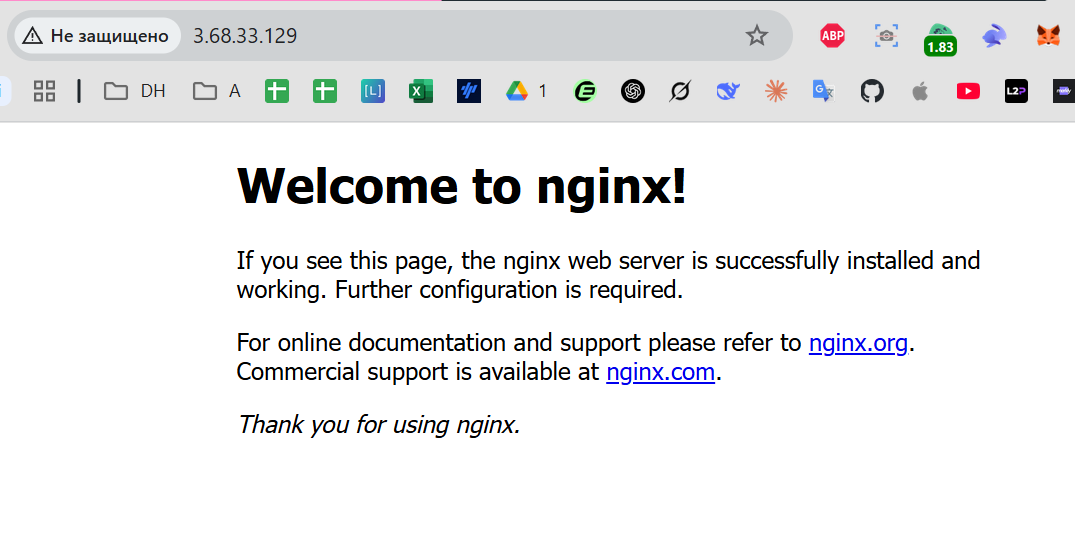 Не защищено 3.68.33.129
ABP
1.83
DH A [L] X 1 G L2P
Welcome to nginx!
If you see this page, the nginx web server is successfully installed and
working. Further configuration is required.
For online documentation and support please refer to nginx.org.
Commercial support is available at nginx.com.
Thank you for using nginx.